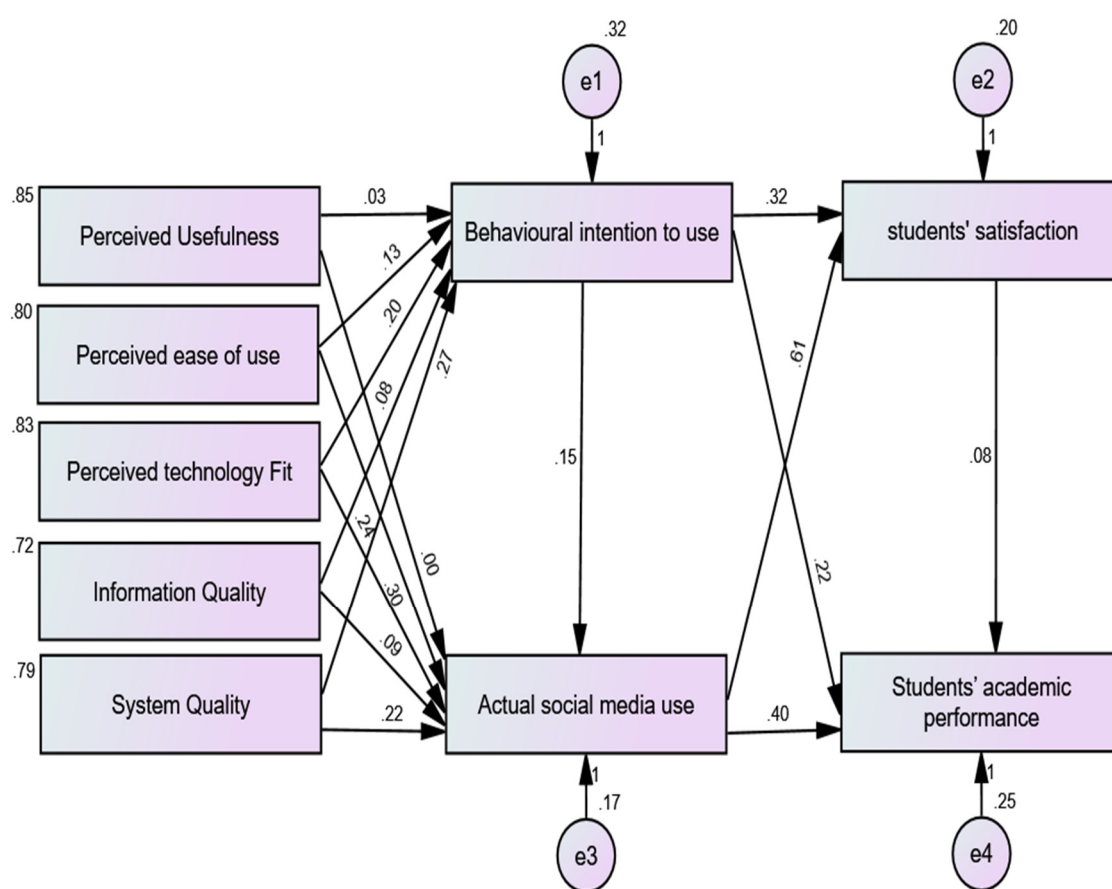 .32
.20
e1
e2
1
1
.85
.03
.32
Perceived Usefulness
Behavioural intention to use
students' satisfaction
.13
.80
.20
Perceived ease of use
.27
.08
.61
.83
Perceived technology Fit
.15
.08
.24
.72
.00
.22
.30
Information Quality
.09
.79
System Quality
.22
Actual social media use
.40
Students’ academic
performance
1
.17
1
.25
e3
e4